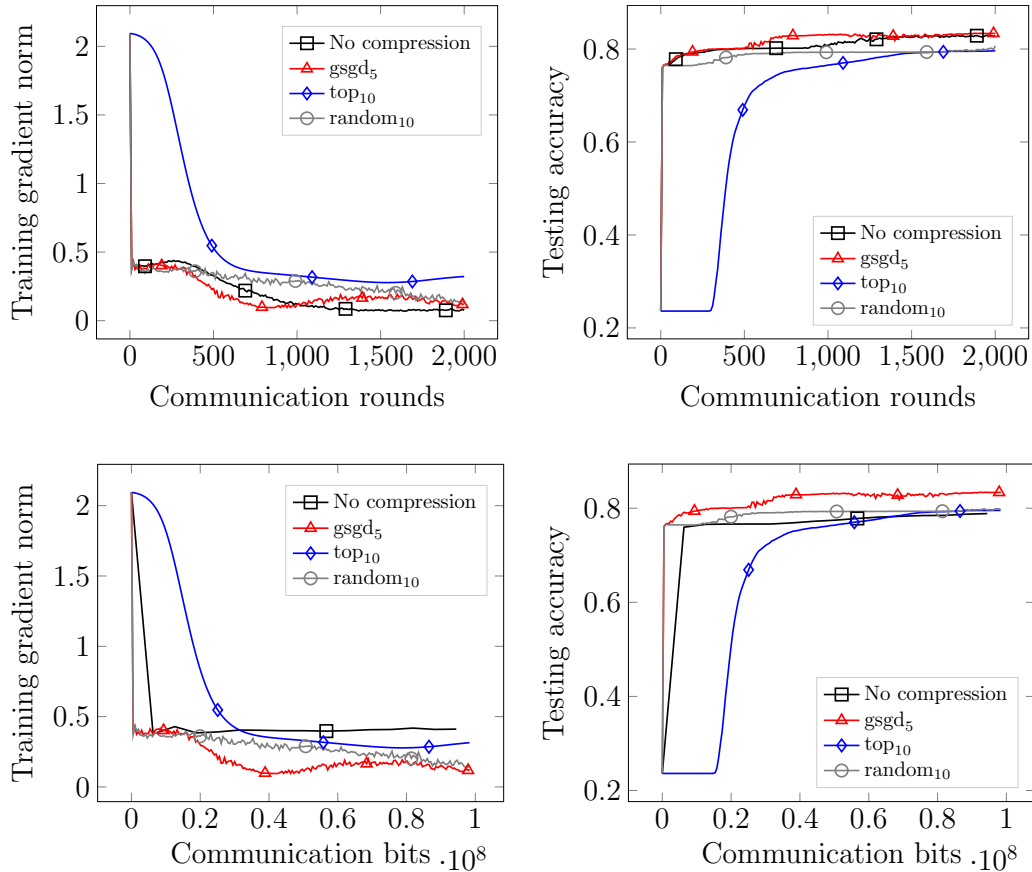 Training gradient norm
2
1.5
1
0.5
0
No compression
gsgd₅
top₁₀
random₁₀
0 500 1,000 1,500 2,000
Communication rounds
Testing accuracy
0.8
0.6
0.4
0.2
No compression
gsgd₅
top₁₀
random₁₀
0 500 1,000 1,500 2,000
Communication rounds
Training gradient norm
2
1.5
1
0.5
0
No compression
gsgd₅
top₁₀
random₁₀
0 0.2 0.4 0.6 0.8 1
Communication bits ·10⁸
Testing accuracy
0.8
0.6
0.4
0.2
No compression
gsgd₅
top₁₀
random₁₀
0 0.2 0.4 0.6 0.8 1
Communication bits ·10⁸